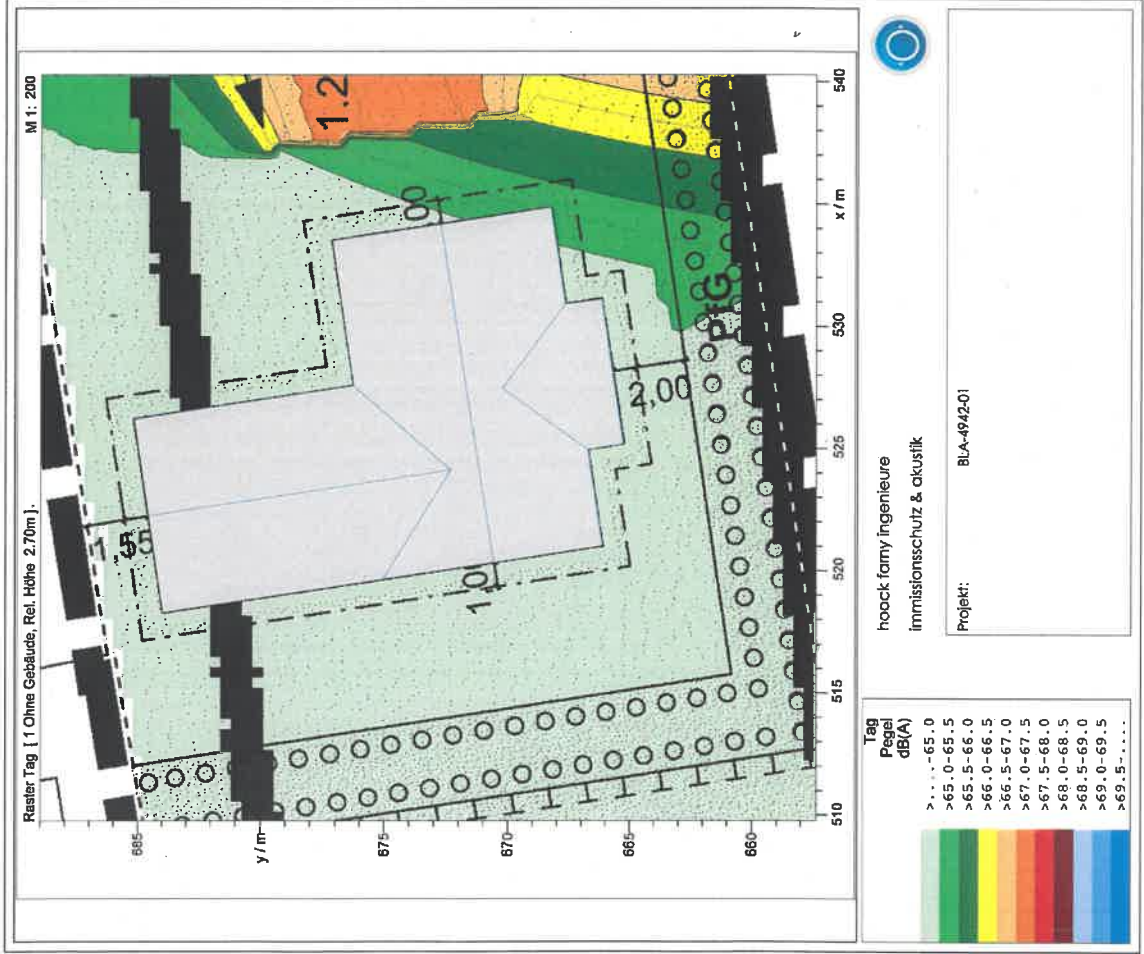 Raster Tag [ 1 Ohne Gebäude, Rel. Höhe 2.70m ].
M 1: 200
1.2
00
PfG
2,00
1,00
685
y / m
675
670
665
660
510
515
520
525
530
x / m
540
Tag
Pegel
dB(A)
>....-65.0
>65.0-65.5
>65.5-66.0
>66.0-66.5
>66.5-67.0
>67.0-67.5
>67.5-68.0
>68.0-68.5
>68.5-69.0
>69.0-69.5
>69.5-....
hoock farny ingenieure
immissionsschutz & akustik
Projekt:
BLA-4942-01